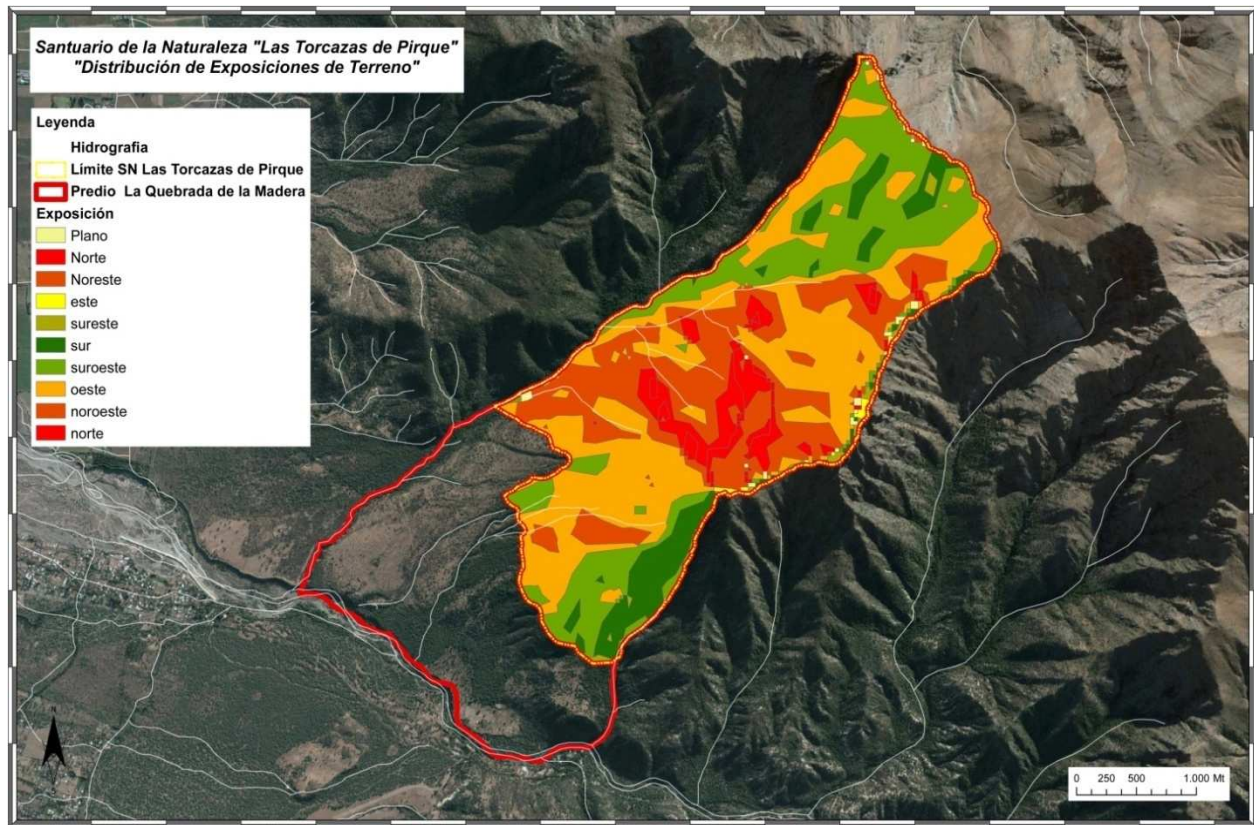 Santuario de la Naturaleza "Las Torcazas de Pirque"
"Distribución de Exposiciones de Terreno"
Leyenda
Hidrografia
Límite SN Las Torcazas de Pirque
Predio La Quebrada de la Madera
Exposición
Plano
Norte
Noreste
este
sureste
sur
suroeste
oeste
noroeste
norte
N
0 250 500 1.000 Mt